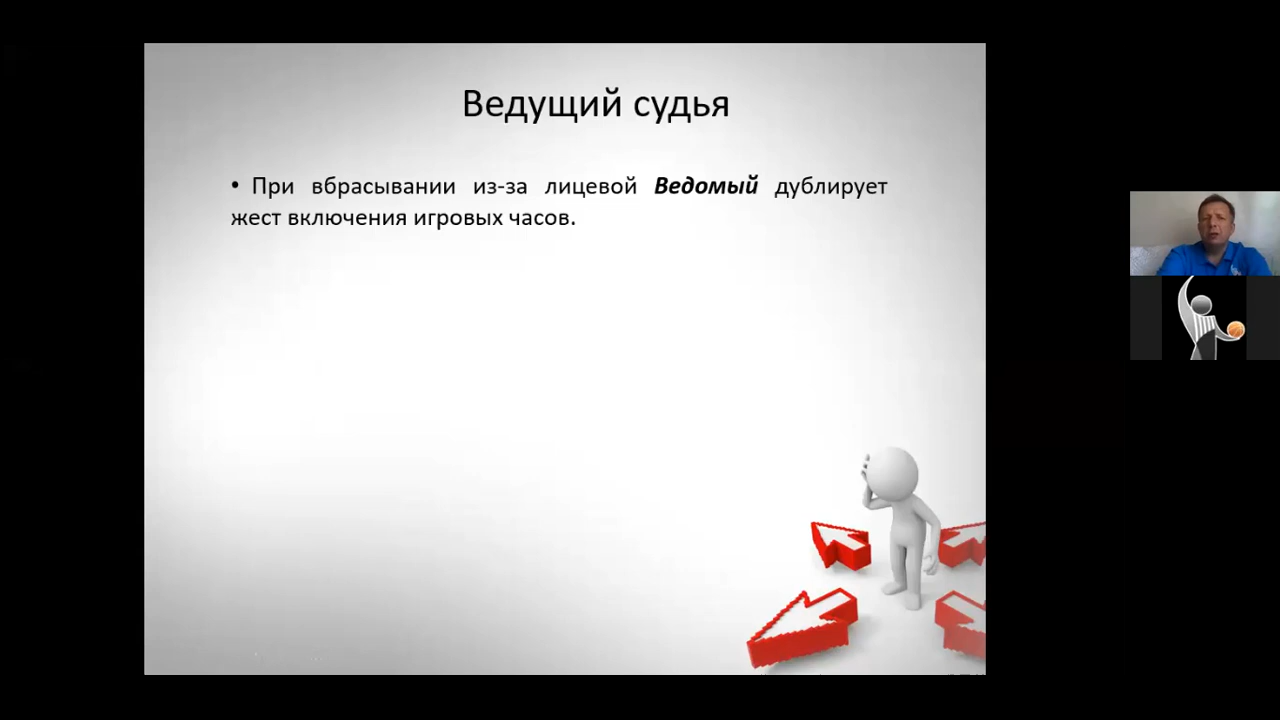 Ведущий судья
• При вбрасывании из-за лицевой Ведомый дублирует
жест включения игровых часов.